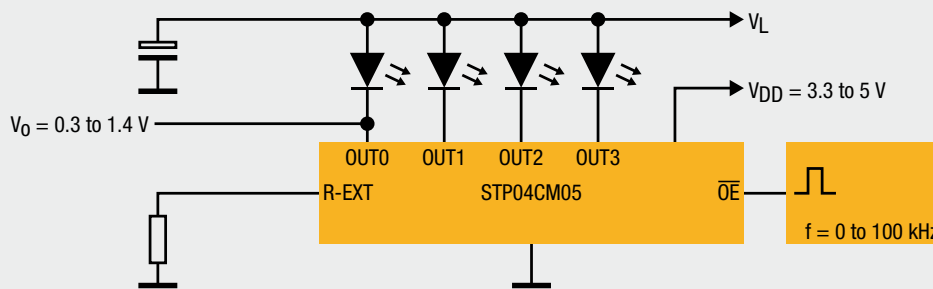 VL
VDD = 3.3 to 5 V
V0 = 0.3 to 1.4 V
OUT0 OUT1 OUT2 OUT3
R-EXT STP04CM05 OE
f = 0 to 100 kHz